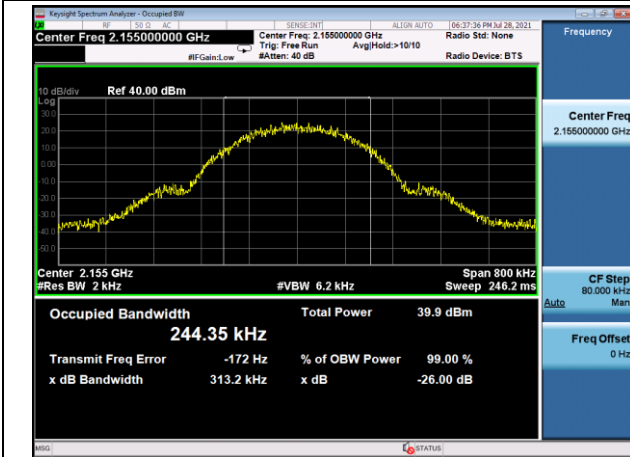 Keysight Spectrum Analyzer - Occupied BW
RF 50 Ω AC SENSE:INT ALIGN AUTO 06:37:36 PM Jul 28, 2021
Center Freq 2.155000000 GHz Center Freq: 2.155000000 GHz Radio Std: None Frequency
Trig: Free Run Avg|Hold:>10/10
#IFGain:Low #Atten: 40 dB Radio Device: BTS
10 dB/div Ref 40.00 dBm
Log
30.0
20.0
10.0
0.00
-10.0
-20.0
-30.0
-40.0
-50.0
Center Freq
2.155000000 GHz
Center 2.155 GHz Span 800 kHz
#Res BW 2 kHz #VBW 6.2 kHz Sweep 246.2 ms
CF Step
80.000 kHz
Auto Man
Occupied Bandwidth Total Power 39.9 dBm
244.35 kHz
Freq Offset
0 Hz
Transmit Freq Error -172 Hz % of OBW Power 99.00 %
x dB Bandwidth 313.2 kHz x dB -26.00 dB
MSG STATUS